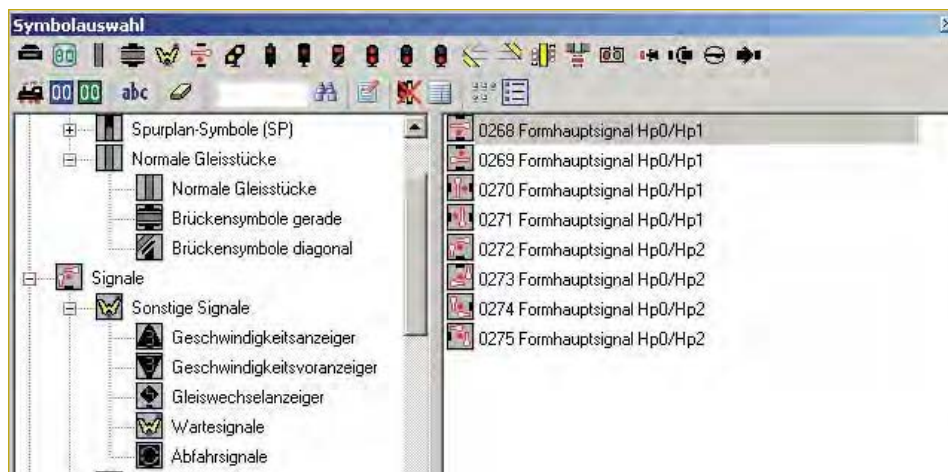 Symbolauswahl
00 00 abc
Spurplan-Symbole (SP)
Normale Gleisstücke
Normale Gleisstücke
Brückensymbole gerade
Brückensymbole diagonal
Signale
Sonstige Signale
Geschwindigkeitsanzeiger
Geschwindigkeitsvoranzeiger
Gleiswechselanzeiger
Wartesignale
Abfahrsignale
0268 Formhauptsignal Hp0/Hp1
0269 Formhauptsignal Hp0/Hp1
0270 Formhauptsignal Hp0/Hp1
0271 Formhauptsignal Hp0/Hp1
0272 Formhauptsignal Hp0/Hp2
0273 Formhauptsignal Hp0/Hp2
0274 Formhauptsignal Hp0/Hp2
0275 Formhauptsignal Hp0/Hp2